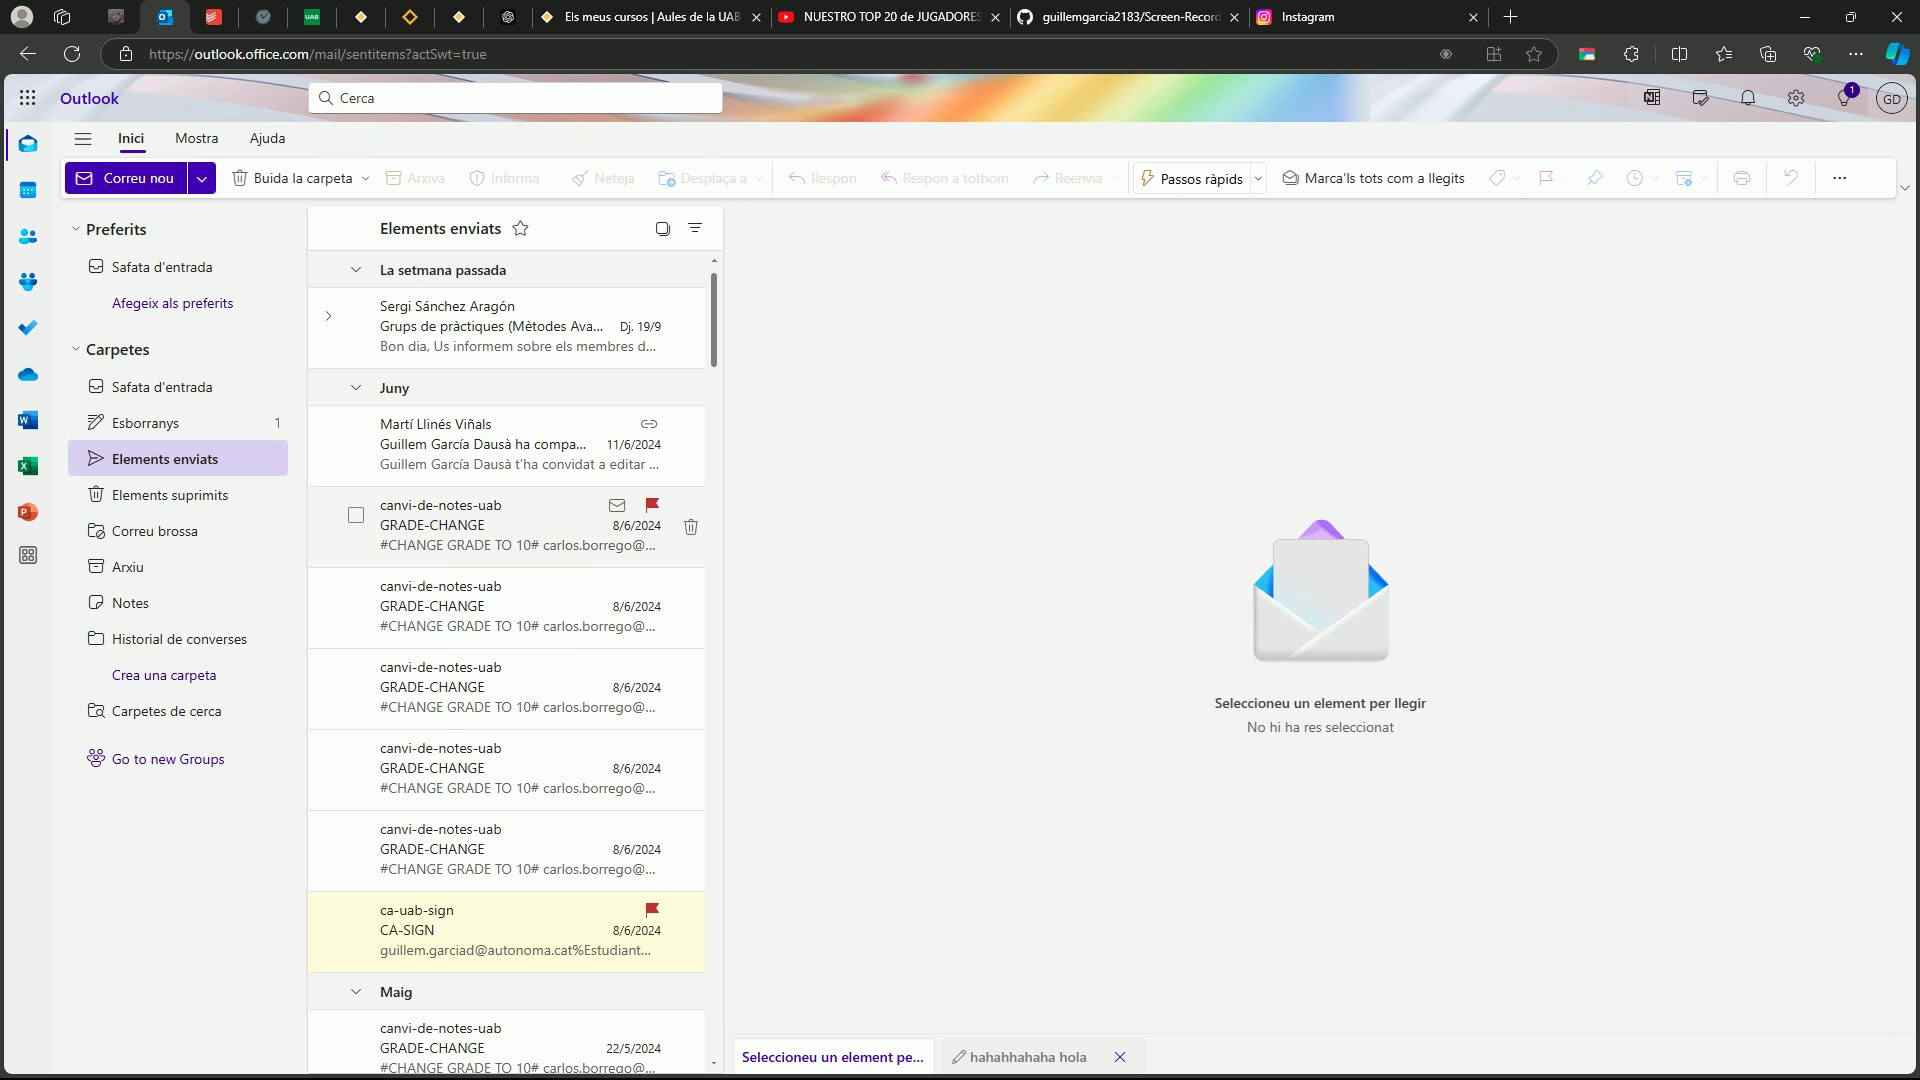 Els meus cursos | Aules de la UAB
NUESTRO TOP 20 de JUGADORES
guillemgarcia2183/Screen-Record
Instagram
https://outlook.office.com/mail/sentitems?actSwt=true
Outlook
Cerca
1
GD
Inici
Mostra
Ajuda
Correu nou
Buida la carpeta
Arxiva
Informa
Neteja
Desplaça a
Respon
Respon a tothom
Reenvia
Passos ràpids
Marca'ls tots com a llegits
Preferits
Safata d'entrada
Afegeix als preferits
Carpetes
Safata d'entrada
Esborranys 1
Elements enviats
Elements suprimits
Correu brossa
Arxiu
Notes
Historial de converses
Crea una carpeta
Carpetes de cerca
Go to new Groups
Elements enviats
La setmana passada
Sergi Sánchez Aragón
Grups de pràctiques (Mètodes Ava... Dj. 19/9
Bon dia, Us informem sobre els membres d...
Juny
Martí Llinés Viñals
Guillem García Dausà ha compa... 11/6/2024
Guillem García Dausà t'ha convidat a editar ...
canvi-de-notes-uab
GRADE-CHANGE 8/6/2024
#CHANGE GRADE TO 10# carlos.borrego@...
canvi-de-notes-uab
GRADE-CHANGE 8/6/2024
#CHANGE GRADE TO 10# carlos.borrego@...
canvi-de-notes-uab
GRADE-CHANGE 8/6/2024
#CHANGE GRADE TO 10# carlos.borrego@...
canvi-de-notes-uab
GRADE-CHANGE 8/6/2024
#CHANGE GRADE TO 10# carlos.borrego@...
canvi-de-notes-uab
GRADE-CHANGE 8/6/2024
#CHANGE GRADE TO 10# carlos.borrego@...
ca-uab-sign
CA-SIGN 8/6/2024
guillem.garciad@autonoma.cat%Estudiant...
Maig
canvi-de-notes-uab
GRADE-CHANGE 22/5/2024
#CHANGE GRADE TO 10# carlos.borrego@...
Seleccioneu un element per llegir
No hi ha res seleccionat
Seleccioneu un element pe...
hahahhahaha hola